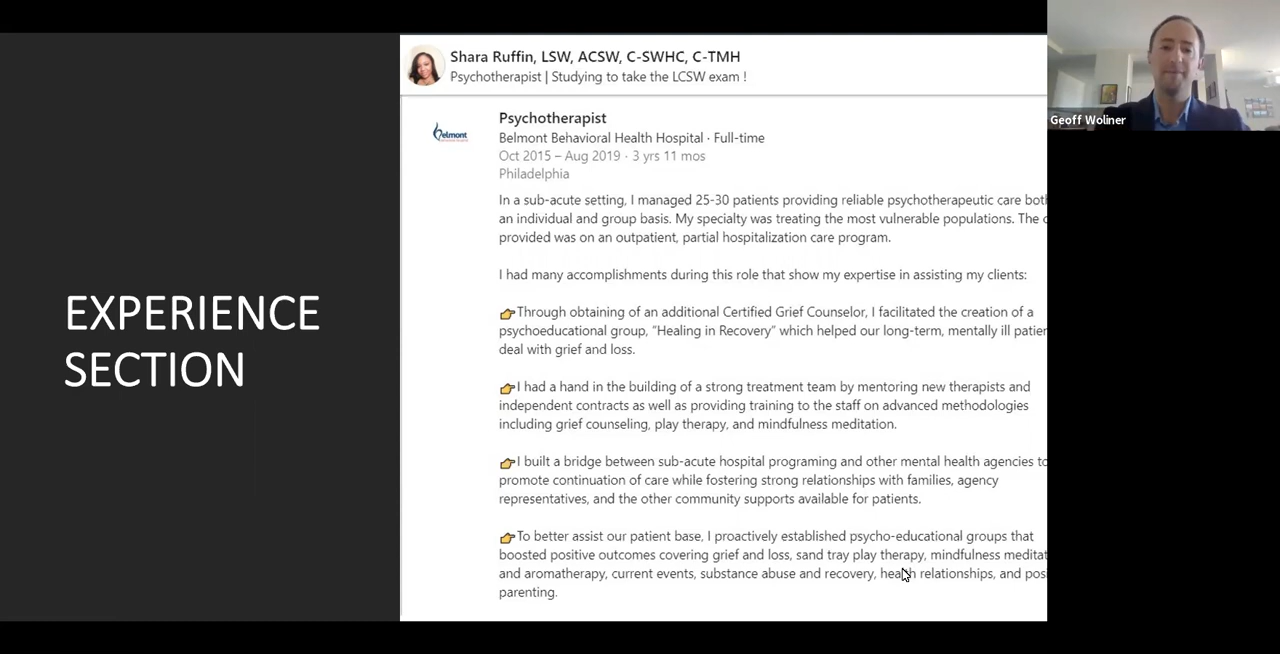 EXPERIENCE
SECTION
Shara Ruffin, LSW, ACSW, C-SWHC, C-TMH
Psychotherapist | Studying to take the LCSW exam !
Belmont
Psychotherapist
Belmont Behavioral Health Hospital · Full-time
Oct 2015 – Aug 2019 · 3 yrs 11 mos
Philadelphia
In a sub-acute setting, I managed 25-30 patients providing reliable psychotherapeutic care
an individual and group basis. My specialty was treating the most vulnerable populations. The
provided was on an outpatient, partial hospitalization care program.
I had many accomplishments during this role that show my expertise in assisting my clients:
👉Through obtaining of an additional Certified Grief Counselor, I facilitated the creation of a
psychoeducational group, “Healing in Recovery” which helped our long-term, mentally ill
deal with grief and loss.
👉I had a hand in the building of a strong treatment team by mentoring new therapists and
independent contracts as well as providing training to the staff on advanced methodologies
including grief counseling, play therapy, and mindfulness meditation.
👉I built a bridge between sub-acute hospital programing and other mental health agencies to
promote continuation of care while fostering strong relationships with families, agency
representatives, and the other community supports available for patients.
👉To better assist our patient base, I proactively established psycho-educational groups that
boosted positive outcomes covering grief and loss, sand tray play therapy, mindfulness
and aromatherapy, current events, substance abuse and recovery, health relationships, and
parenting.
Geoff Woliner